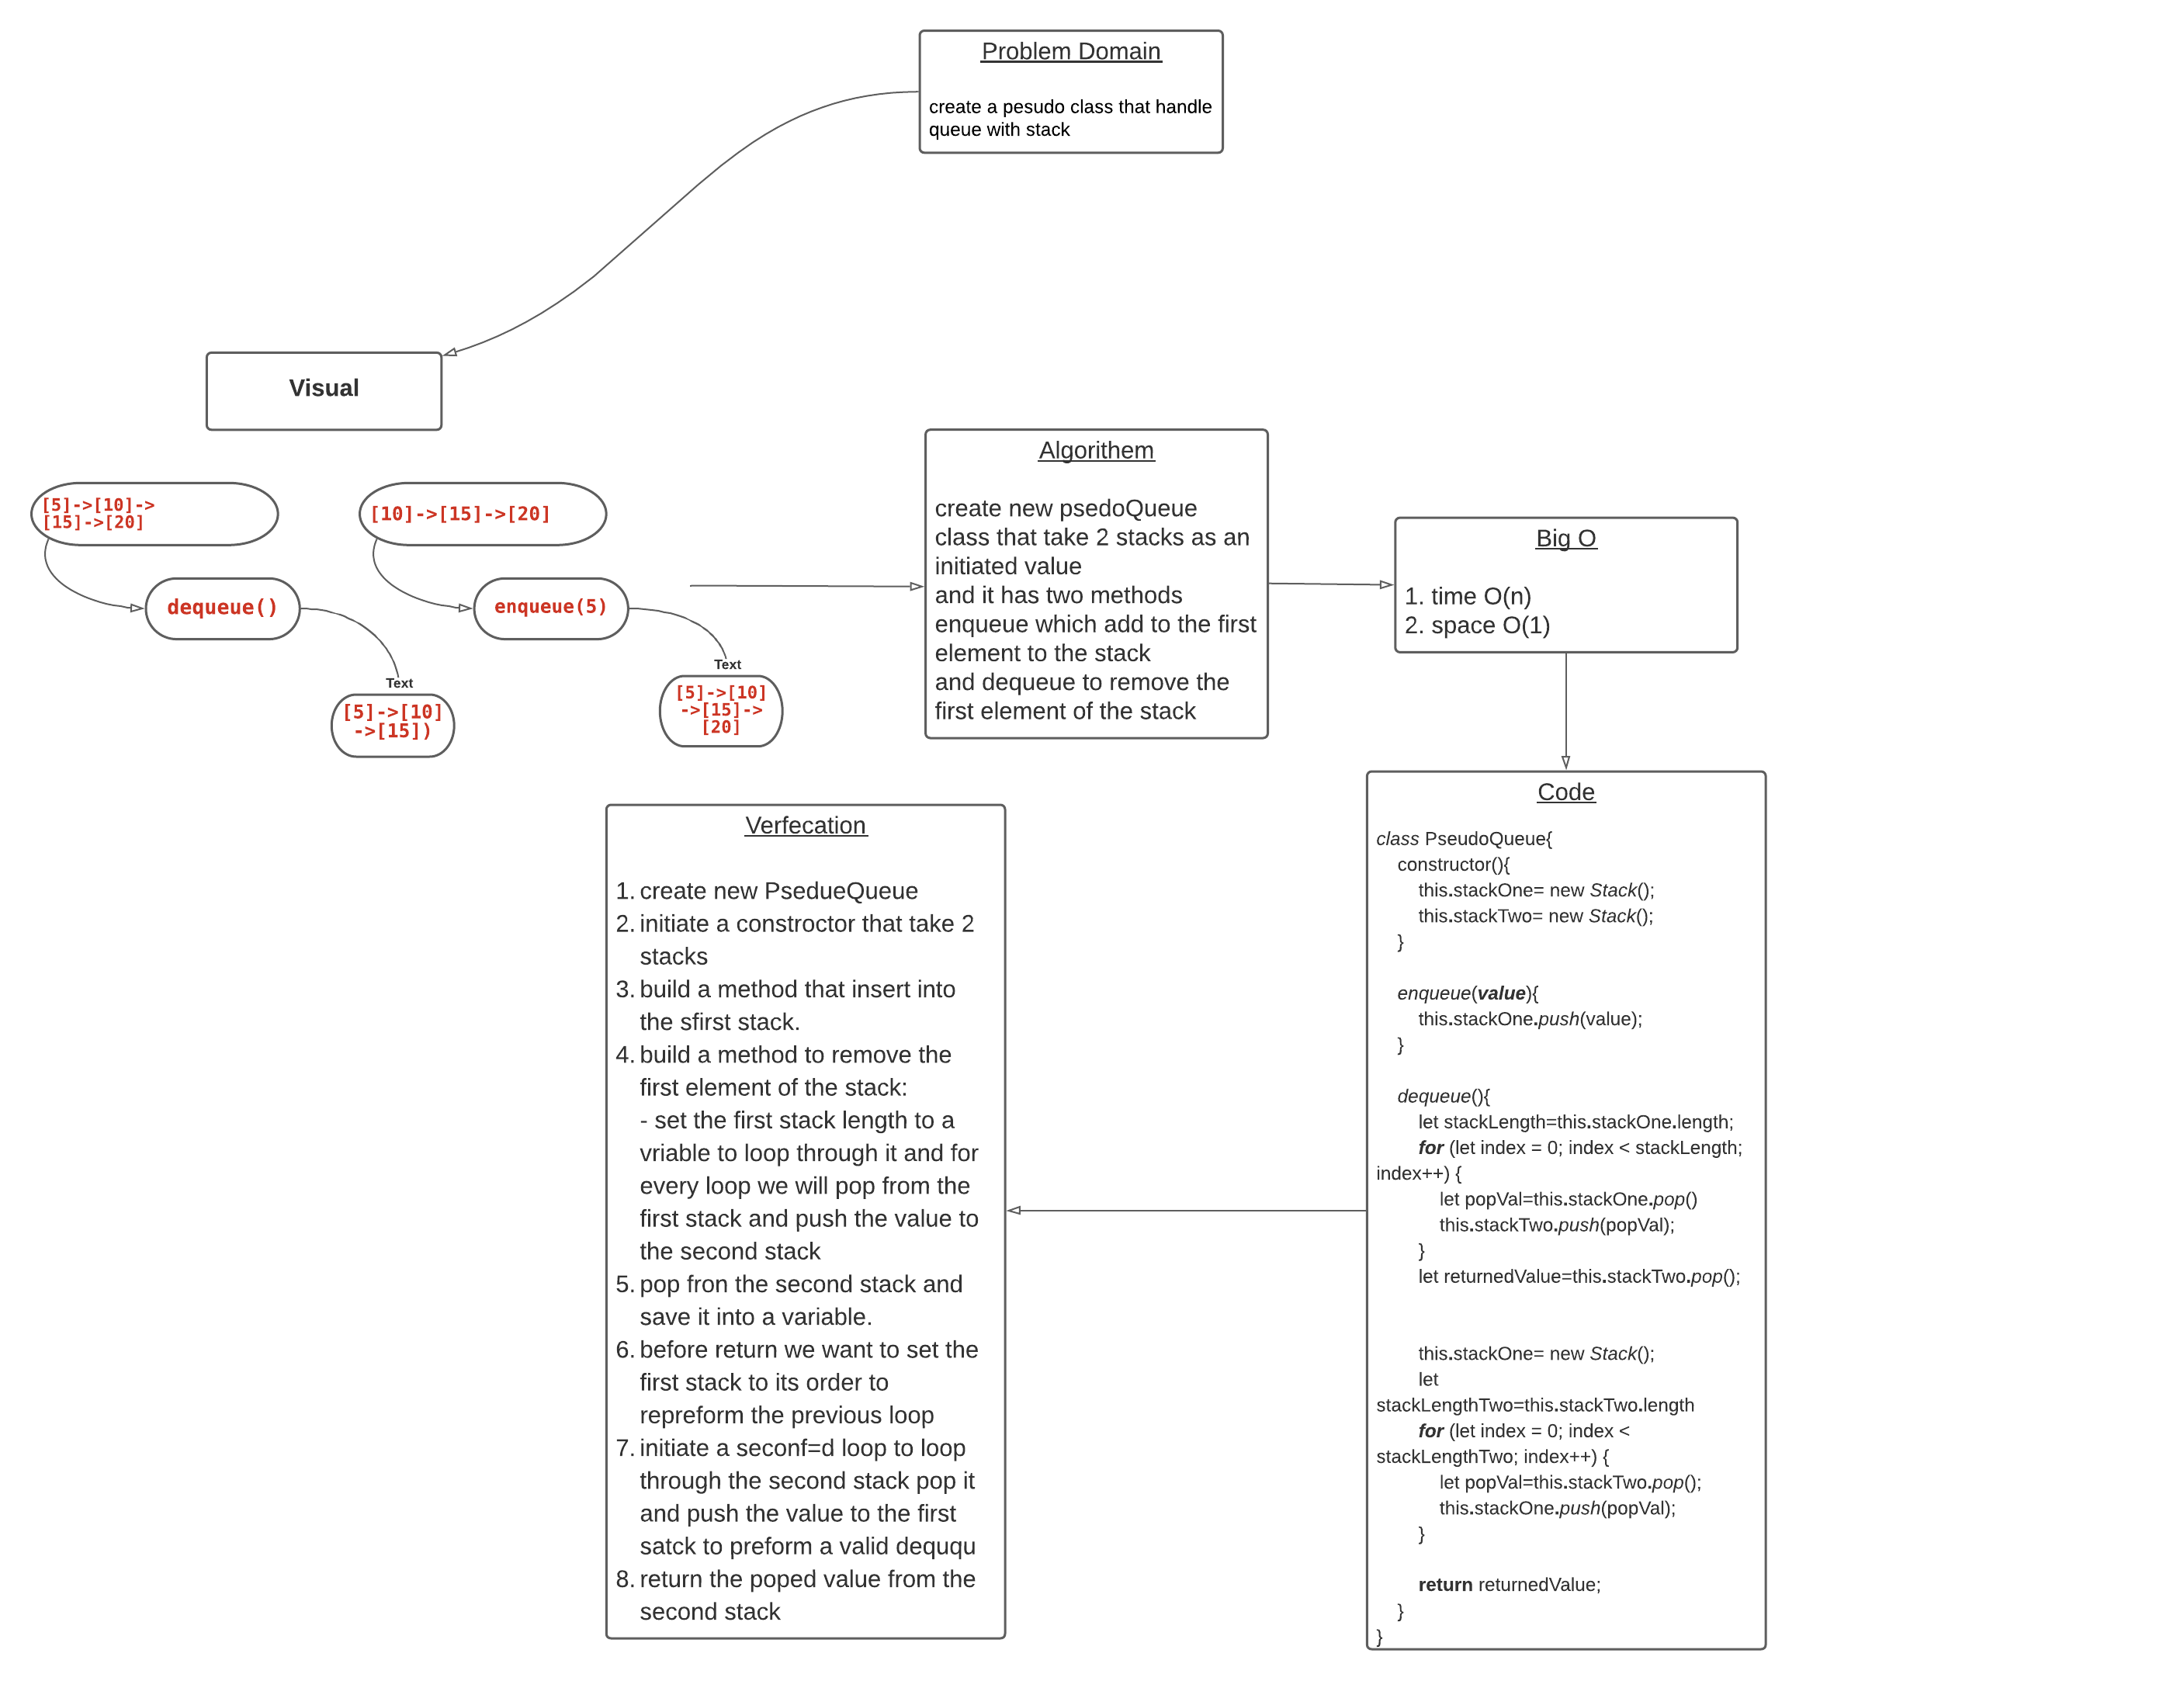 Problem Domain
create a pesudo class that handle
queue with stack
Visual
[5]->[10]->
[15]->[20]
dequeue()
Text
[5]->[10]
->[15])
[10]->[15]->[20]
enqueue(5)
Text
[5]->[10]
->[15]->
[20]
Algorithem
create new psedoQueue
class that take 2 stacks as an
initiated value
and it has two methods
enqueue which add to the first
element to the stack
and dequeue to remove the
first element of the stack
Big O
1. time O(n)
2. space O(1)
Code
class PseudoQueue{
constructor(){
this.stackOne= new Stack();
this.stackTwo= new Stack();
}
enqueue(value){
this.stackOne.push(value);
}
dequeue(){
let stackLength=this.stackOne.length;
for (let index = 0; index < stackLength;
index++) {
let popVal=this.stackOne.pop()
this.stackTwo.push(popVal);
}
let returnedValue=this.stackTwo.pop();
this.stackOne= new Stack();
let
stackLengthTwo=this.stackTwo.length
for (let index = 0; index <
stackLengthTwo; index++) {
let popVal=this.stackTwo.pop();
this.stackOne.push(popVal);
}
return returnedValue;
}
}
Verfecation
1. create new PsedueQueue
2. initiate a constroctor that take 2
stacks
3. build a method that insert into
the sfirst stack.
4. build a method to remove the
first element of the stack:
- set the first stack length to a
vriable to loop through it and for
every loop we will pop from the
first stack and push the value to
the second stack
5. pop fron the second stack and
save it into a variable.
6. before return we want to set the
first stack to its order to
repreform the previous loop
7. initiate a seconf=d loop to loop
through the second stack pop it
and push the value to the first
satck to preform a valid deququ
8. return the poped value from the
second stack